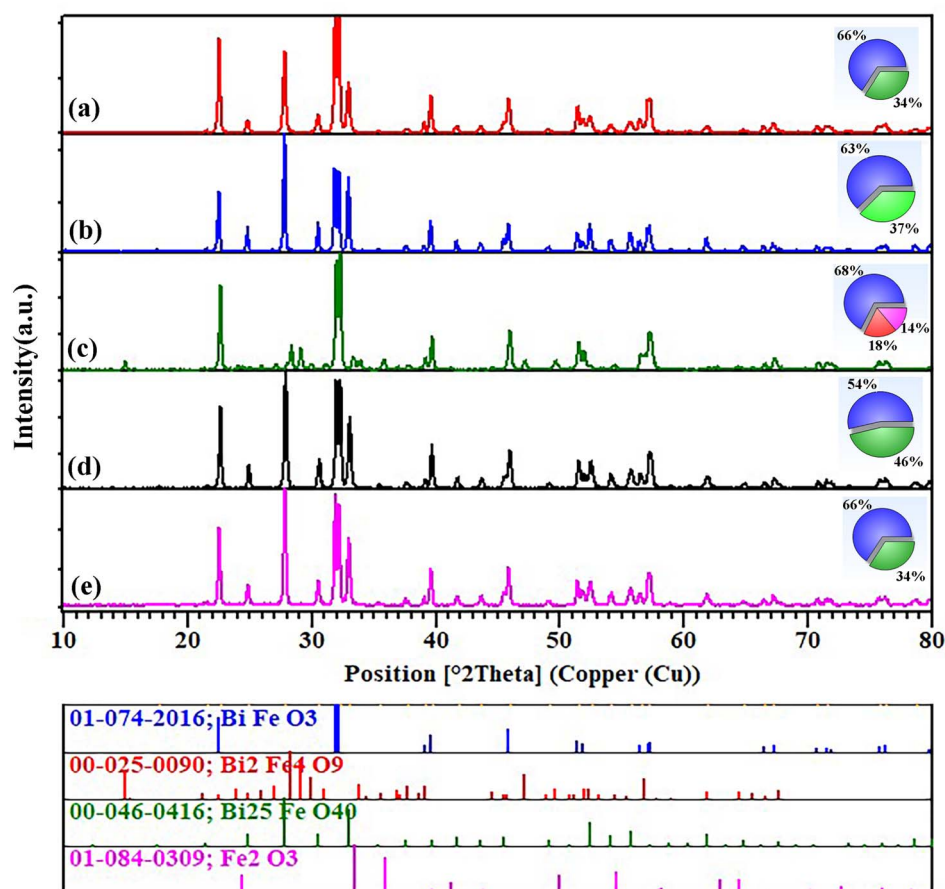 66%
34%
(a)
63%
37%
(b)
68%
14%
18%
(c)
54%
46%
(d)
66%
34%
(e)
Intensity(a.u.)
10 20 30 40 50 60 70 80
Position [°2Theta] (Copper (Cu))
01-074-2016; Bi Fe O3
00-025-0090; Bi2 Fe4 O9
00-046-0416; Bi25 Fe O40
01-084-0309; Fe2 O3